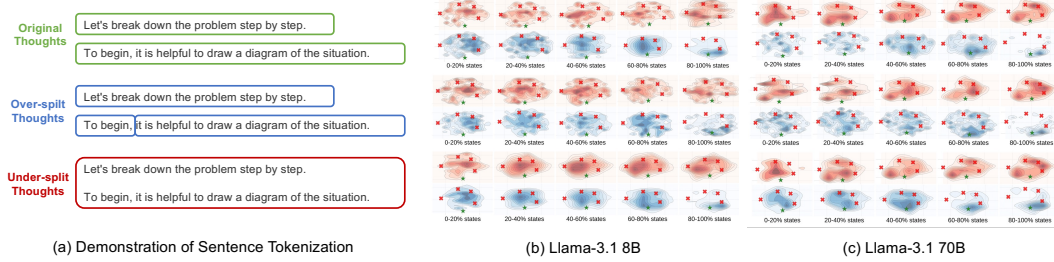 Original
Thoughts
Let's break down the problem step by step.
To begin, it is helpful to draw a diagram of the situation.
Over-spilt
Thoughts
Let's break down the problem step by step.
To begin, it is helpful to draw a diagram of the situation.
Under-split
Thoughts
Let's break down the problem step by step.
To begin, it is helpful to draw a diagram of the situation.
(a) Demonstration of Sentence Tokenization
0-20% states 20-40% states 40-60% states 60-80% states 80-100% states
0-20% states 20-40% states 40-60% states 60-80% states 80-100% states
0-20% states 20-40% states 40-60% states 60-80% states 80-100% states
(b) Llama-3.1 8B
0-20% states 20-40% states 40-60% states 60-80% states 80-100% states
0-20% states 20-40% states 40-60% states 60-80% states 80-100% states
0-20% states 20-40% states 40-60% states 60-80% states 80-100% states
(c) Llama-3.1 70B